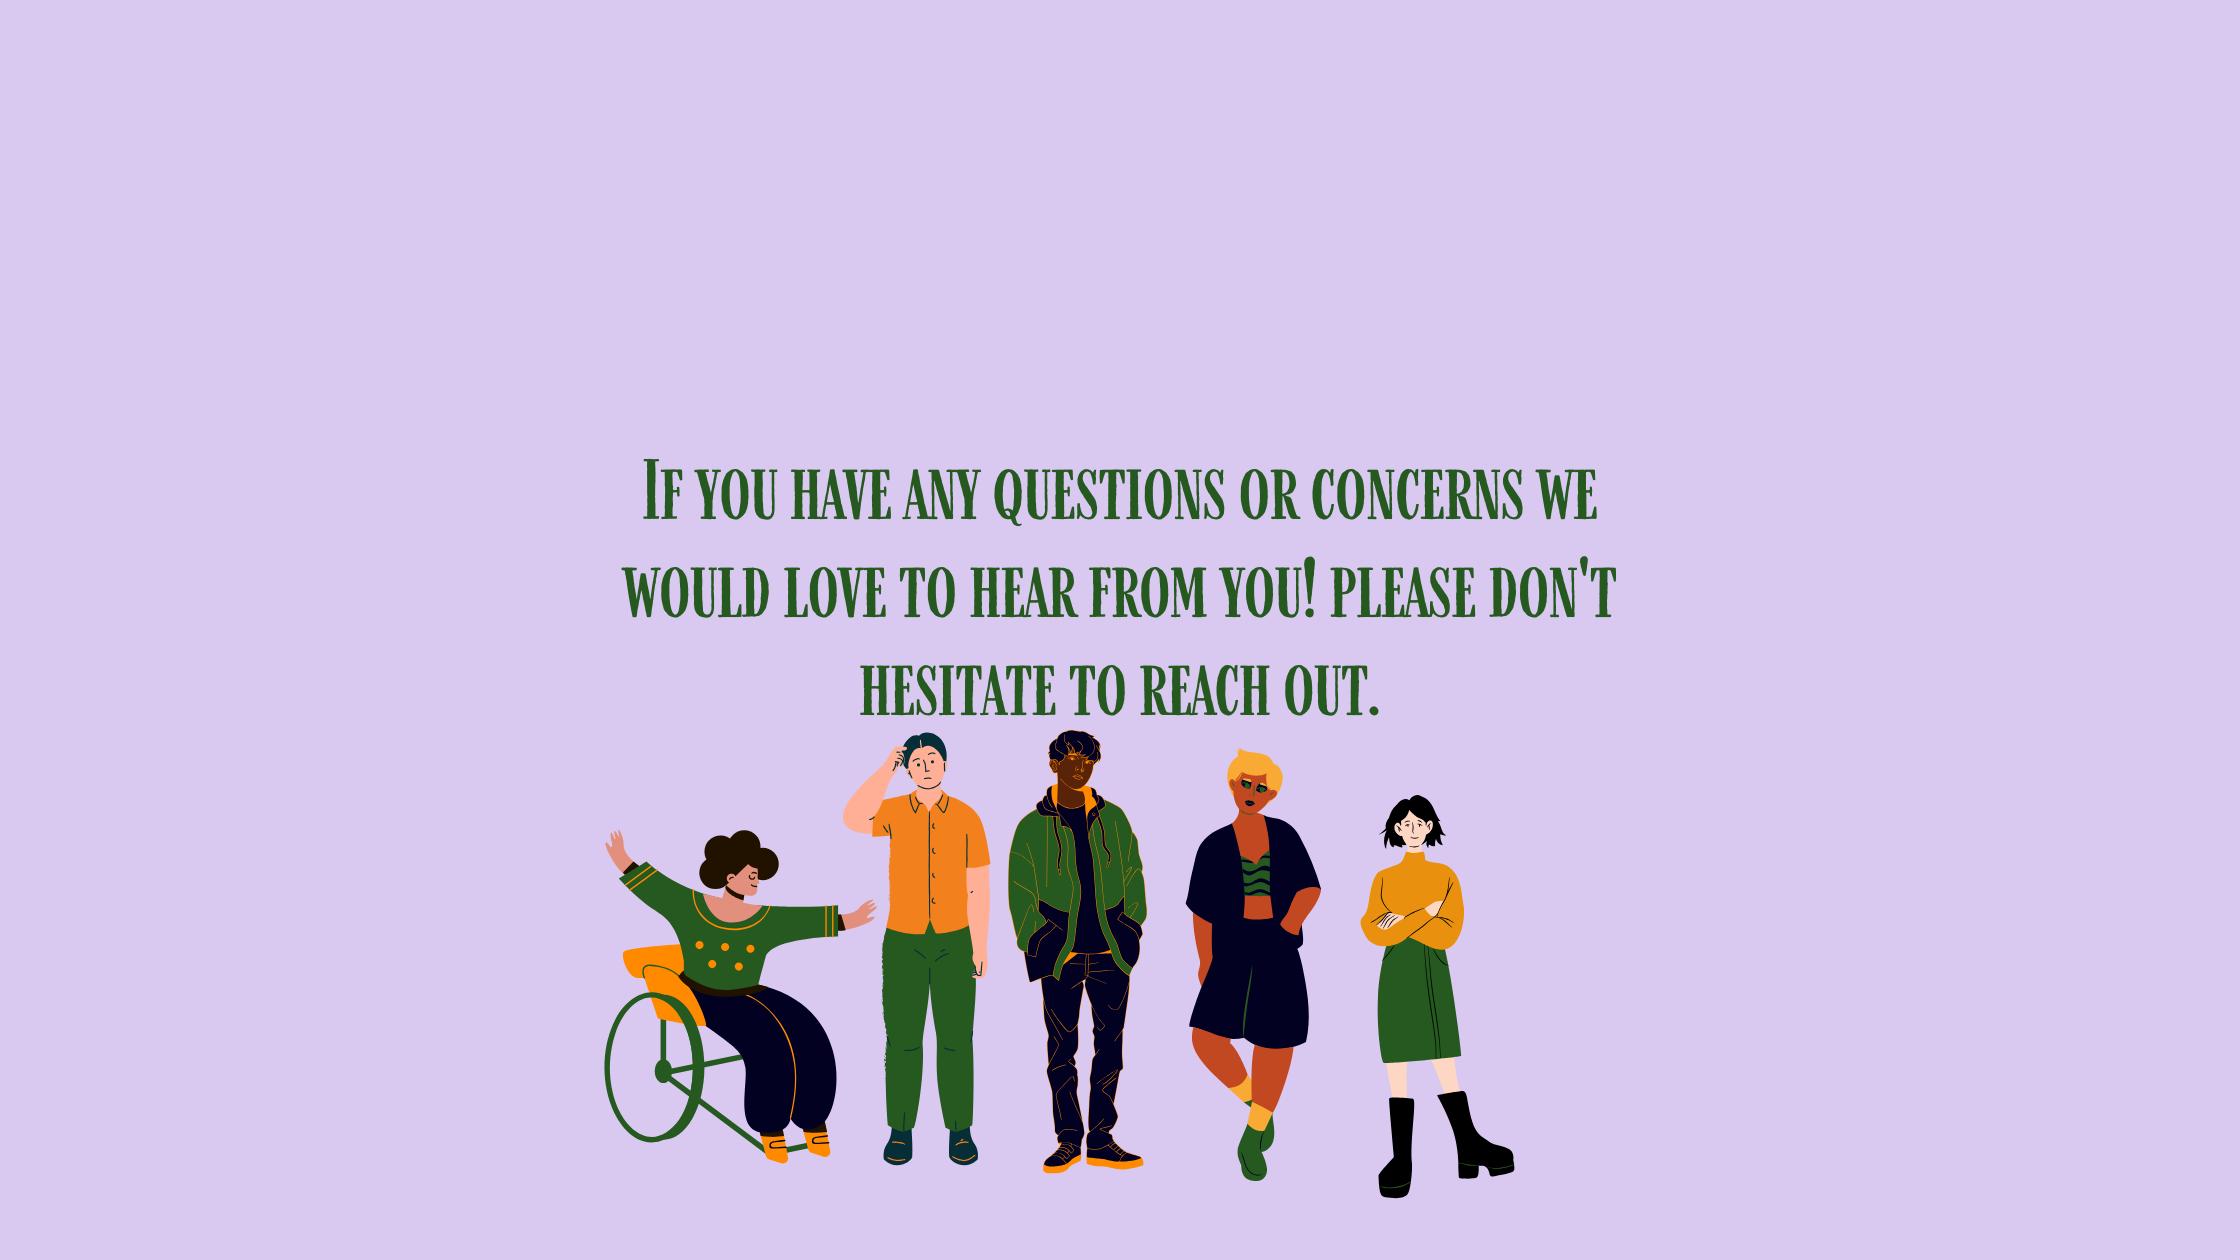 If you have any questions or concerns we
would love to hear from you! please don't
hesitate to reach out.